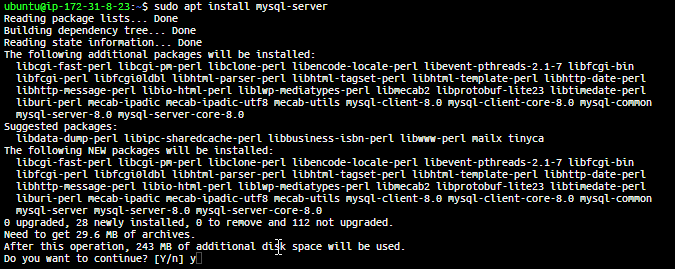 ubuntu@ip-172-31-8-23:~$ sudo apt install mysql-server
Reading package lists... Done
Building dependency tree... Done
Reading state information... Done
The following additional packages will be installed:
libcgi-fast-perl libcgi-pm-perl libclone-perl libencode-locale-perl libevent-pthreads-2.1-7 libfcgi-bin
libfcgi-perl libfcgi0ldbl libhtml-parser-perl libhtml-tagset-perl libhtml-template-perl libhttp-date-perl
libhttp-message-perl libio-html-perl liblwp-mediatypes-perl libmecab2 libprotobuf-lite23 libtimedate-perl
liburi-perl mecab-ipadic mecab-ipadic-utf8 mecab-utils mysql-client-8.0 mysql-client-core-8.0 mysql-common
mysql-server-8.0 mysql-server-core-8.0
Suggested packages:
libdata-dump-perl libipc-sharedcache-perl libbusiness-isbn-perl libwww-perl mailx tinyca
The following NEW packages will be installed:
libcgi-fast-perl libcgi-pm-perl libclone-perl libencode-locale-perl libevent-pthreads-2.1-7 libfcgi-bin
libfcgi-perl libfcgi0ldbl libhtml-parser-perl libhtml-tagset-perl libhtml-template-perl libhttp-date-perl
libhttp-message-perl libio-html-perl liblwp-mediatypes-perl libmecab2 libprotobuf-lite23 libtimedate-perl
liburi-perl mecab-ipadic mecab-ipadic-utf8 mecab-utils mysql-client-8.0 mysql-client-core-8.0 mysql-common
mysql-server mysql-server-8.0 mysql-server-core-8.0
0 upgraded, 28 newly installed, 0 to remove and 112 not upgraded.
Need to get 29.6 MB of archives.
After this operation, 243 MB of additional disk space will be used.
Do you want to continue? [Y/n] y